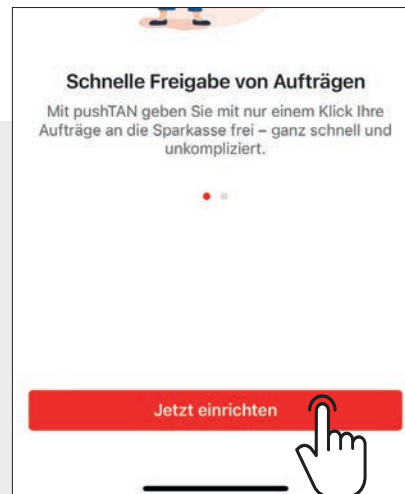 Schnelle Freigabe von Aufträgen
Mit pushTAN geben Sie mit nur einem Klick Ihre
Aufträge an die Sparkasse frei – ganz schnell und
unkompliziert.
Jetzt einrichten